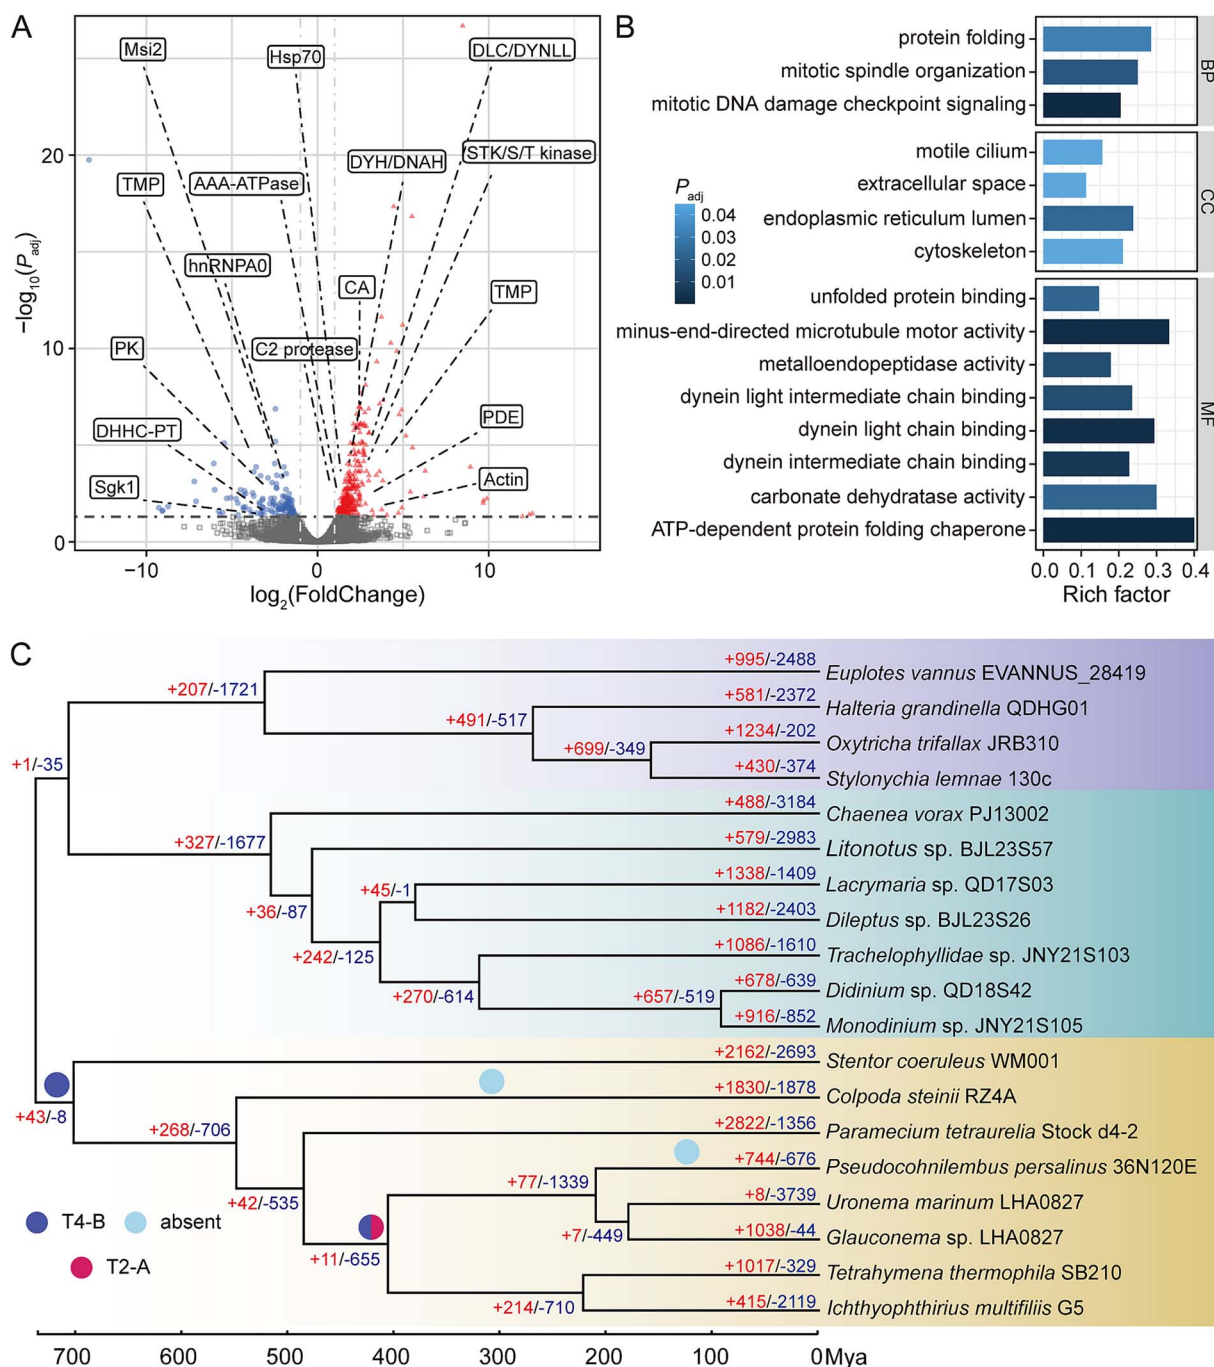 A
Msi2
Hsp70
DLC/DYNLL
DYH/DNAH
STK/S/T kinase
TMP
AAA-ATPase
hnRNPA0
CA
TMP
PK
C2 protease
DHHC-PT
PDE
Sgk1
Actin
20
10
0
−log10(Padj)
−10
0
10
log2(FoldChange)
B
protein folding
mitotic spindle organization
mitotic DNA damage checkpoint signaling
BP
motile cilium
extracellular space
endoplasmic reticulum lumen
cytoskeleton
CC
Padj
0.04
0.03
0.02
0.01
unfolded protein binding
minus-end-directed microtubule motor activity
metalloendopeptidase activity
dynein light intermediate chain binding
dynein light chain binding
dynein intermediate chain binding
carbonate dehydratase activity
ATP-dependent protein folding chaperone
MF
0.0 0.1 0.2 0.3 0.4
Rich factor
C
+995/-2488
Euplotes vannus EVANNUS_28419
+207/-1721
+581/-2372
Halteria grandinella QDHG01
+491/-517
+1234/-202
Oxytricha trifallax JRB310
+699/-349
+430/-374
Stylonychia lemnae 130c
+1/-35
+488/-3184
Chaenea vorax PJ13002
+327/-1677
+579/-2983
Litonotus sp. BJL23S57
+1338/-1409
Lacrymaria sp. QD17S03
+45/-1
+36/-87
+1182/-2403
Dileptus sp. BJL23S26
+242/-125
+1086/-1610
Trachelophyllidae sp. JNY21S103
+270/-614
+678/-639
Didinium sp. QD18S42
+657/-519
+916/-852
Monodinium sp. JNY21S105
+2162/-2693
Stentor coeruleus WM001
+43/-8
+1830/-1878
Colpoda steinii RZ4A
+268/-706
+2822/-1356
Paramecium tetraurelia Stock d4-2
+744/-676
Pseudocohnilembus persalinus 36N120E
+77/-1339
+42/-535
+8/-3739
Uronema marinum LHA0827
+7/-449
+1038/-44
Glauconema sp. LHA0827
+11/-655
+1017/-329
Tetrahymena thermophila SB210
+214/-710
+415/-2119
Ichthyophthirius multifiliis G5
T4-B
absent
T2-A
700 600 500 400 300 200 100 0Mya